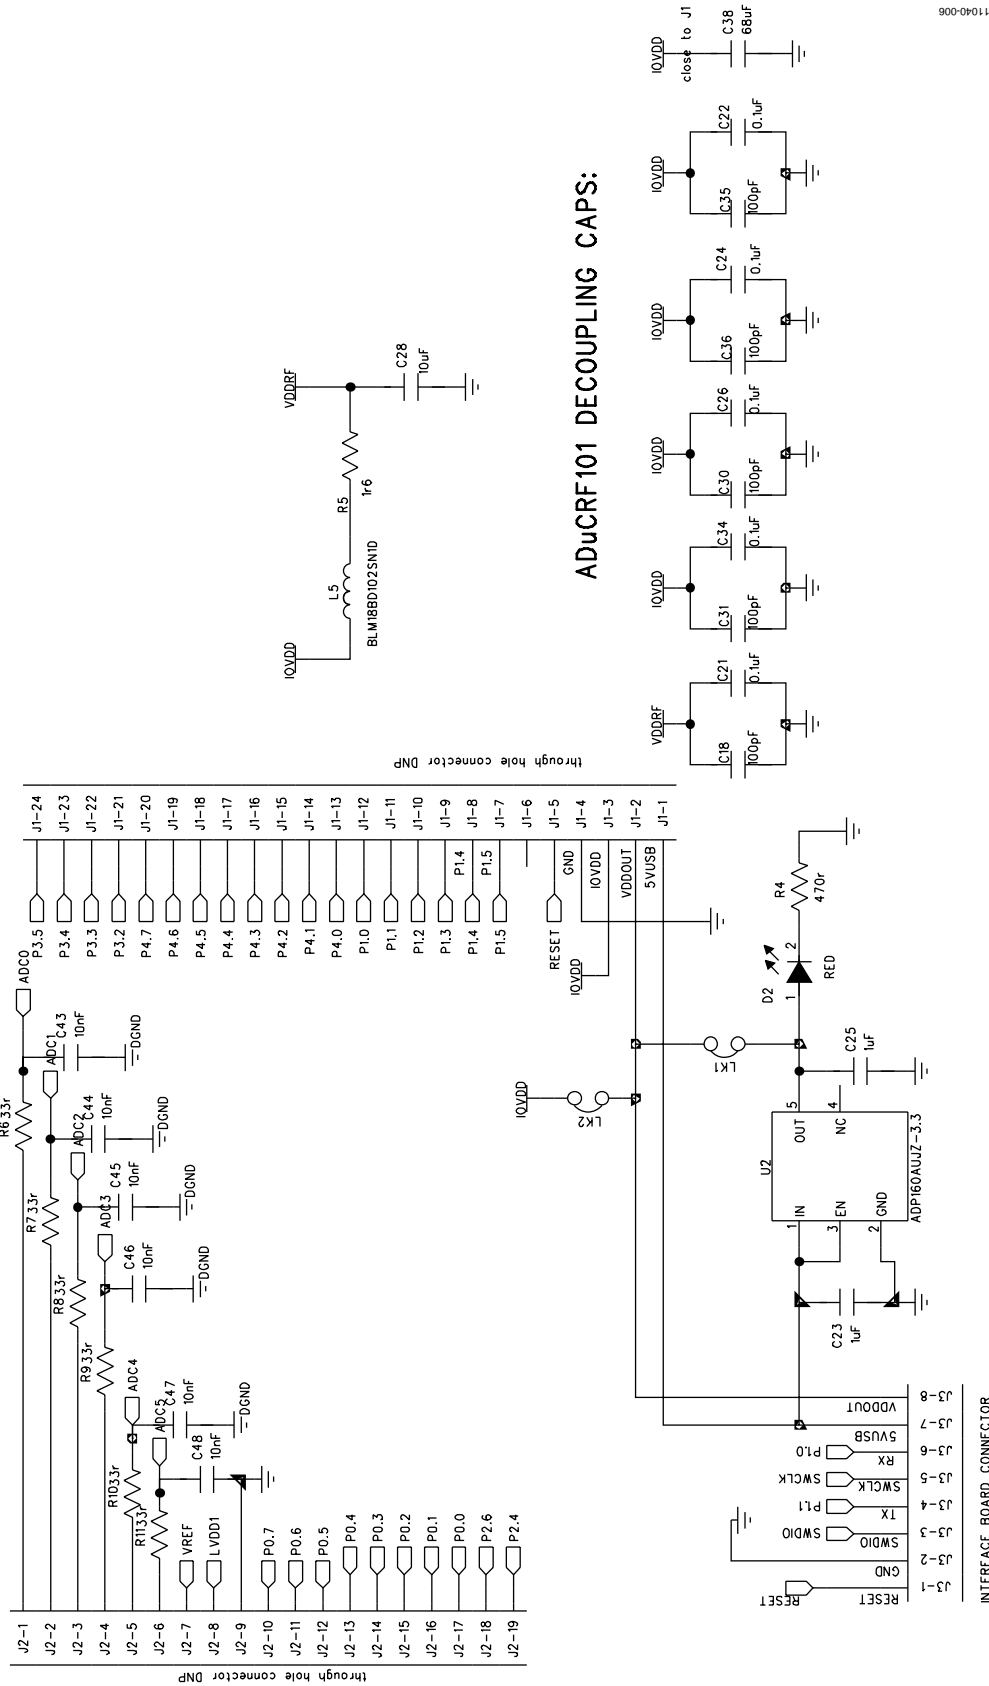 11040-006
IOVDD
close to J1
C38
68uF
IOVDD
C22
0.1uF
C35
100pF
IOVDD
C24
0.1uF
C36
100pF
IOVDD
C26
0.1uF
C30
100pF
IOVDD
C34
0.1uF
C31
100pF
VDDRF
C21
0.1uF
C18
100pF
ADuCRF101 DECOUPLING CAPS:
VDDRF
C28
10uF
R5
1r6
L5
BLM18BD102SN1D
IOVDD
through hole connector DNP
J1-24
J1-23
J1-22
J1-21
J1-20
J1-19
J1-18
J1-17
J1-16
J1-15
J1-14
J1-13
J1-12
J1-11
J1-10
J1-9
J1-8
J1-7
J1-6
J1-5
J1-4
J1-3
J1-2
J1-1
P1.4
P1.5
GND
IOVDD
VDDOUT
5VUSB
P3.5
P3.4
P3.3
P3.2
P4.7
P4.6
P4.5
P4.4
P4.3
P4.2
P4.1
P4.0
P1.0
P1.1
P1.2
P1.3
P1.4
P1.5
RESET
IOVDD
ADC0
C43
10nF
DGND
R6 33r
ADC1
C44
10nF
DGND
R7 33r
ADC2
C45
10nF
DGND
R8 33r
ADC3
C46
10nF
DGND
R9 33r
ADC4
C47
10nF
DGND
R10 33r
ADC5
C48
10nF
R11 33r
VREF
LVDD1
P0.7
P0.6
P0.5
P0.4
P0.3
P0.2
P0.1
P0.0
P2.6
P2.4
J2-1
J2-2
J2-3
J2-4
J2-5
J2-6
J2-7
J2-8
J2-9
J2-10
J2-11
J2-12
J2-13
J2-14
J2-15
J2-16
J2-17
J2-18
J2-19
through hole connector DNP
IOVDD
LK2
LK1
R4
470r
D2
1
2
RED
C25
1uF
U2
OUT
5
NC
4
IN
1
EN
3
GND
2
ADP160AUJZ-3.3
C23
1uF
J3-8
J3-7
J3-6
J3-5
J3-4
J3-3
J3-2
J3-1
VDDOUT
5VUSB
RX
P1.0
SWCLK
SWCLK
TX
P1.1
SWDIO
SWDIO
GND
RESET
RESET
INTERFACE BOARD CONNECTOR